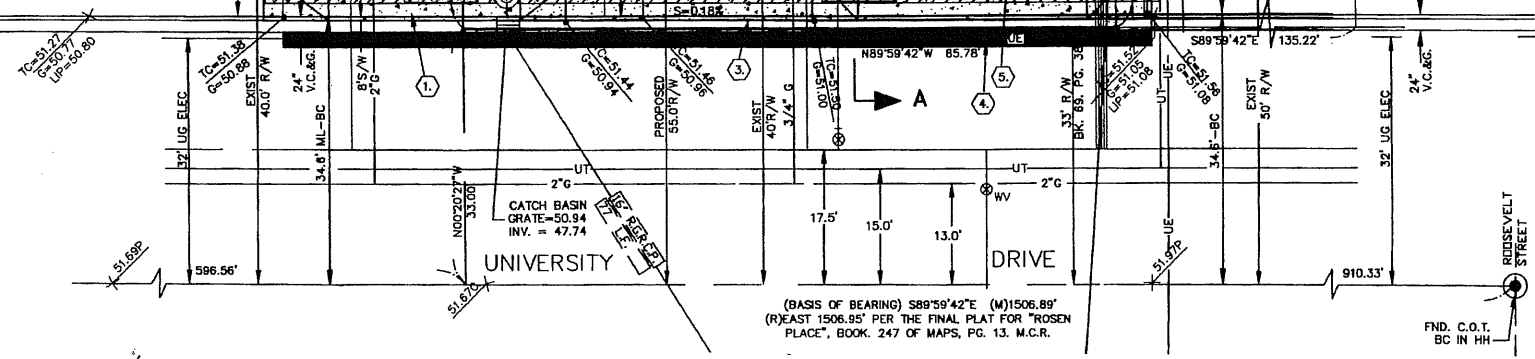 S=0.18%
TC=51.27
G=50.77
LIP=50.80
TC=51.38
G=50.88
24"
V.C.&G.
8'S/W
2"G
1.
C=51.44
G=50.94
C=51.46
G=50.96
3.
TC=51.50
G=51.00
N89°59'42"W 85.78'
UE
5.
4.
A
C=51.52
G=51.05
LIP=51.08
TC=51.58
G=51.08
S89°59'42"E 135.22'
24"
V.C.&G.
32' UG ELEC
EXIST
40.0' R/W
34.6' ML-BC
PROPOSED
55.0'R/W
EXIST
40'R/W
3/4" G
33' R/W
BK. 89. PG. 38
UT
UE
34.6'-BC
EXIST
50' R/W
32' UG ELEC
UT
2"G
UT
2"G
WV
N00°20'27"W
33.00
CATCH BASIN
GRATE=50.94
INV. = 47.74
16" RGRCP.
77 L.F.
17.5'
15.0'
13.0'
UE
51.69P
596.56'
51.67C
UNIVERSITY DRIVE
51.97P
910.33'
ROOSEVELT
STREET
(BASIS OF BEARING) S89°59'42"E (M)1506.89'
(R)EAST 1506.95' PER THE FINAL PLAT FOR "ROSEN
PLACE", BOOK. 247 OF MAPS, PG. 13. M.C.R.
FND. C.O.T.
BC IN HH